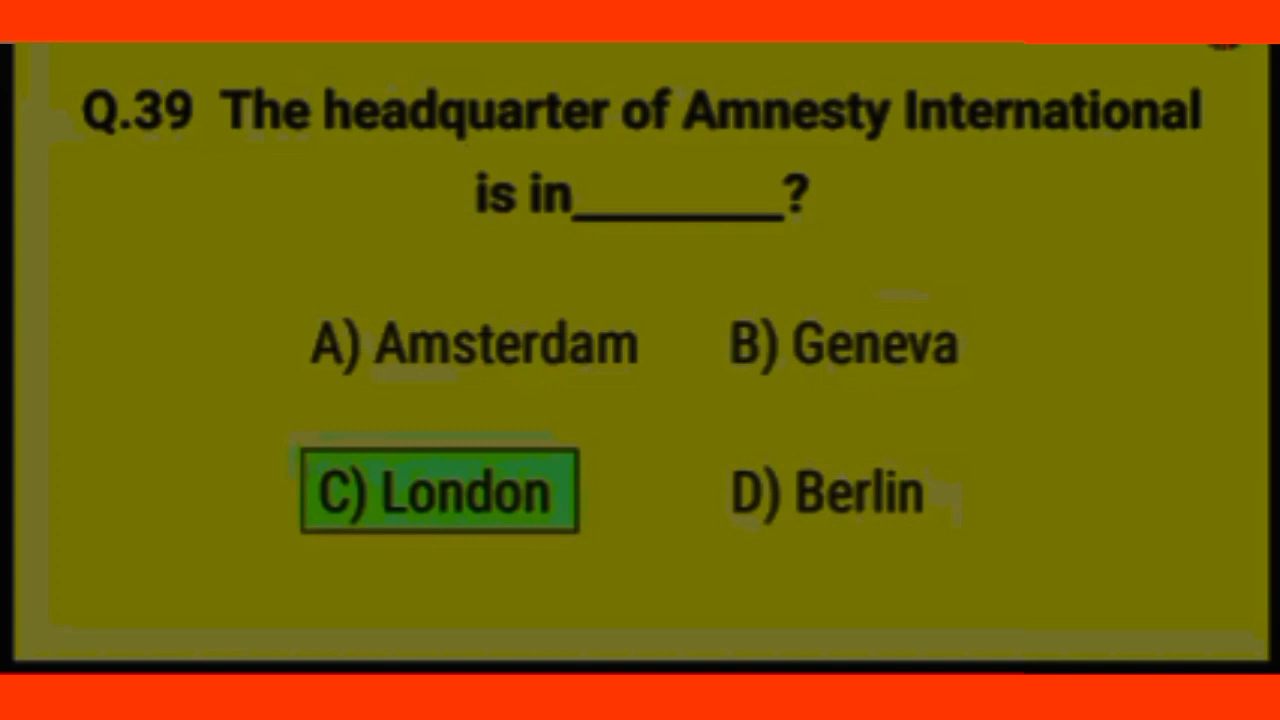 Q.39 The headquarter of Amnesty International
is in________?
A) Amsterdam B) Geneva
C) London D) Berlin